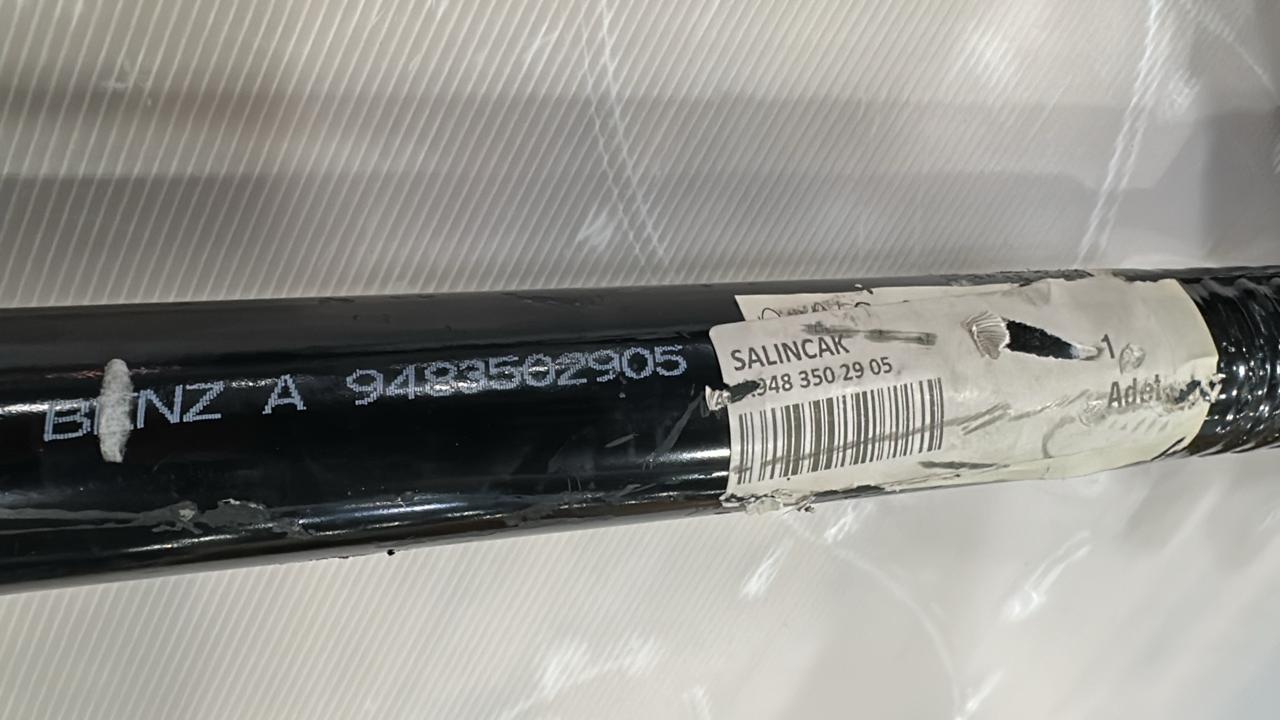 BENZ A 9483502905
SALINCAK
948 350 29 05
1
Adet